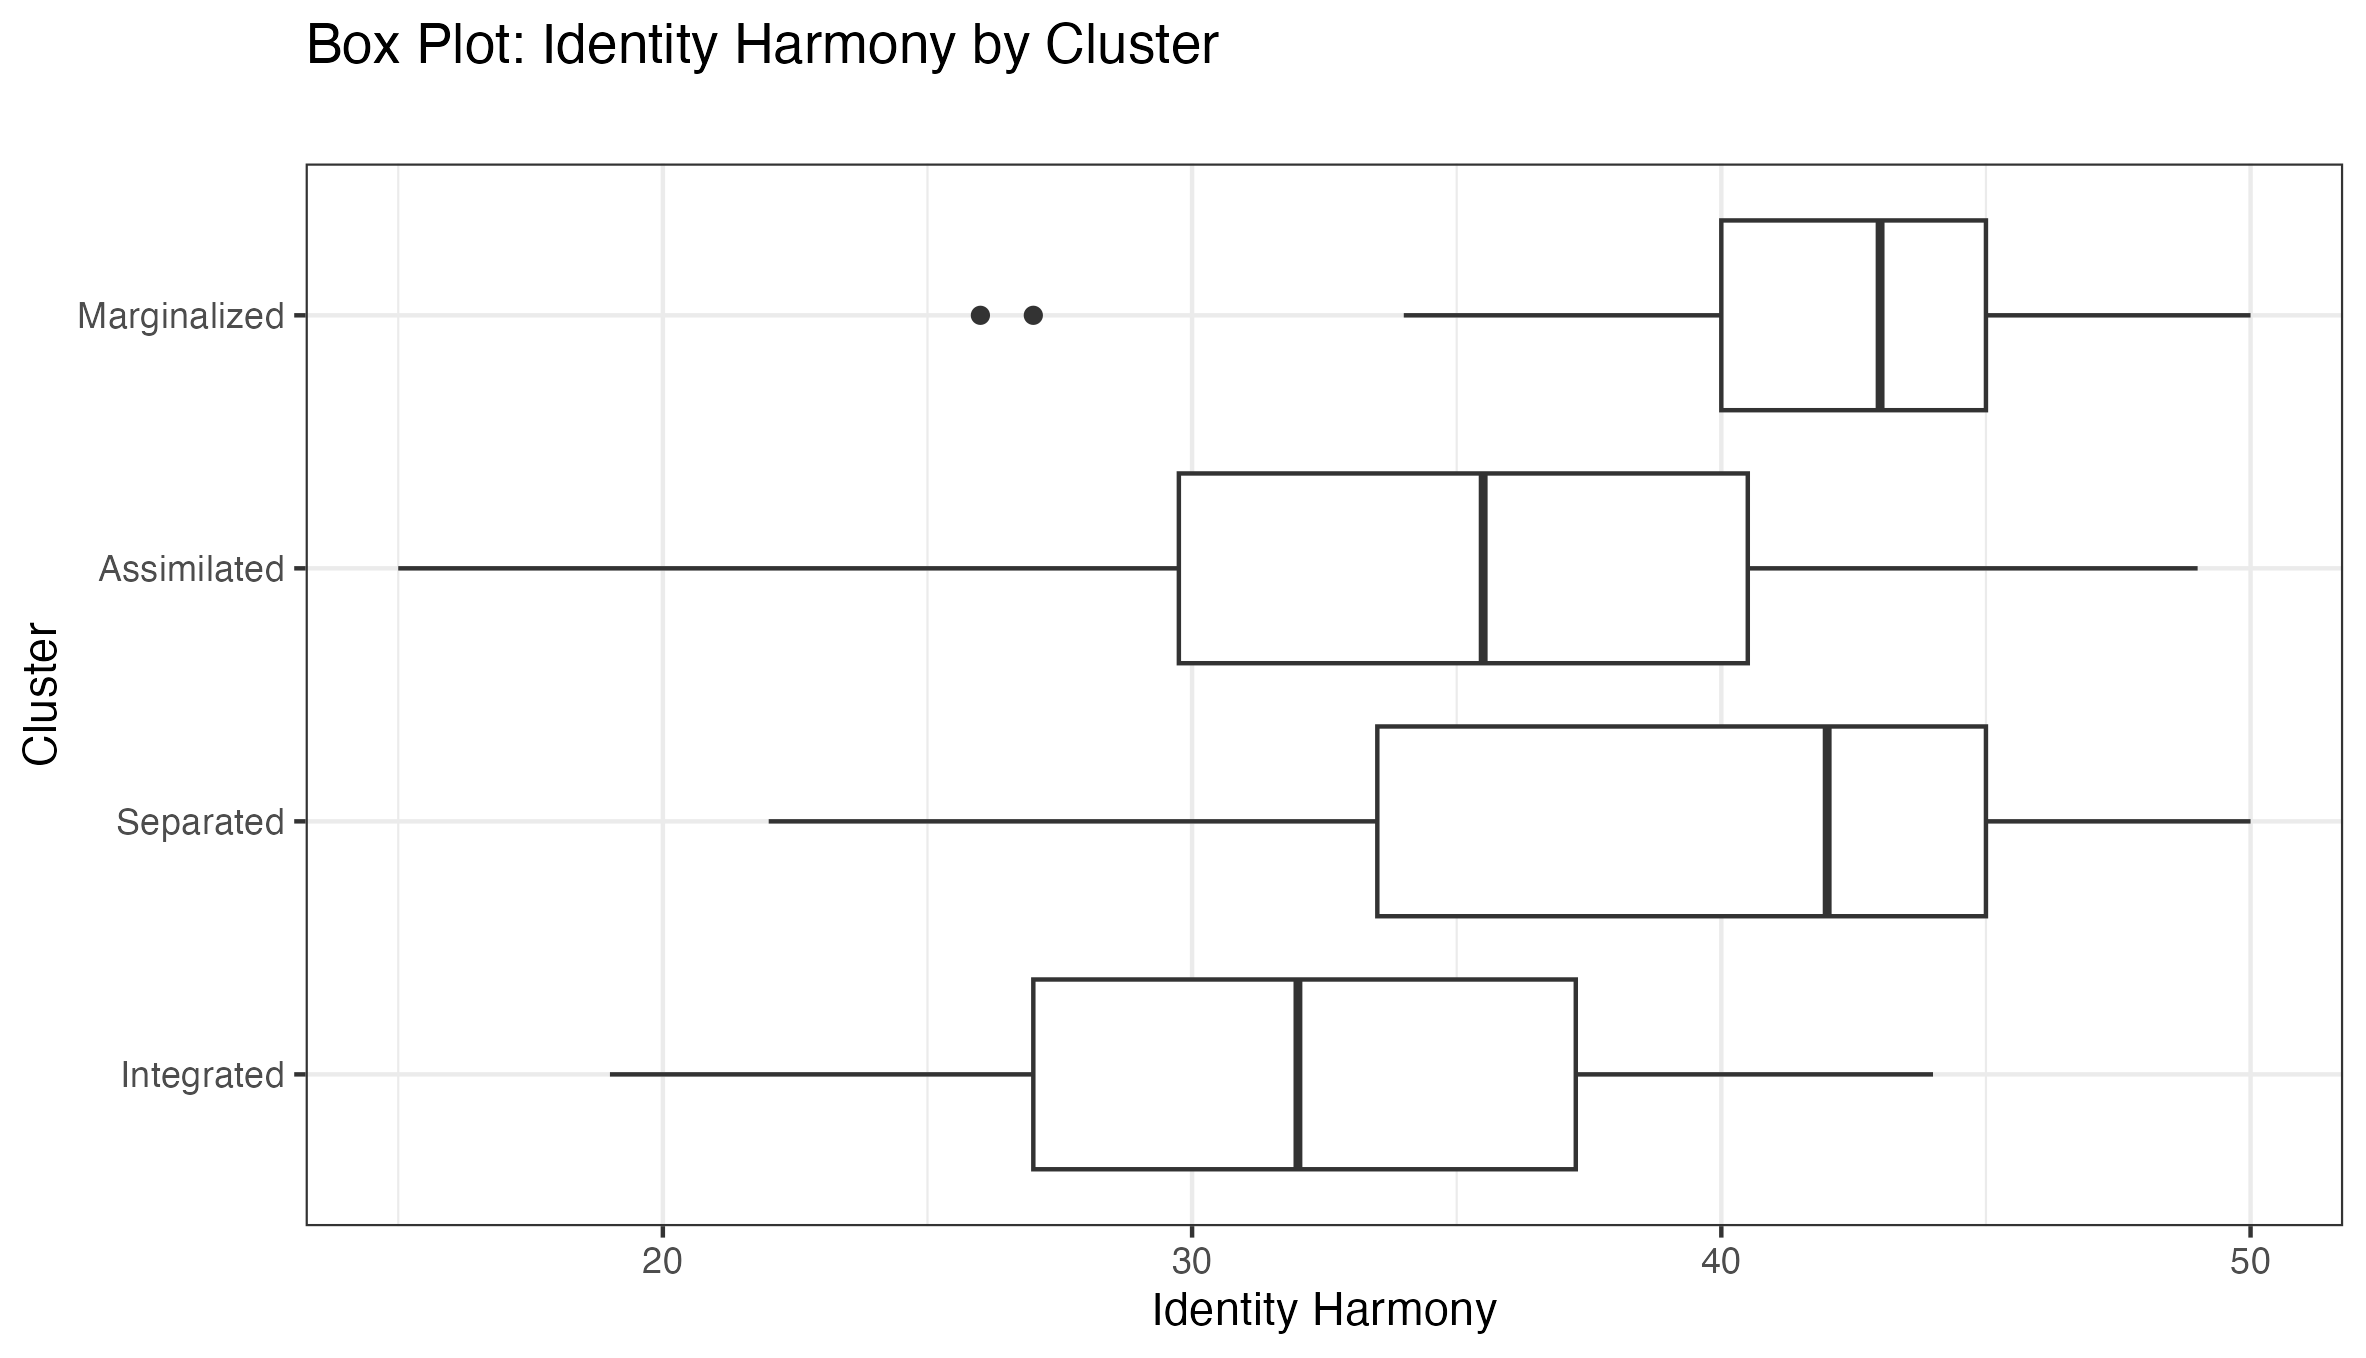 Box Plot: Identity Harmony by Cluster
Cluster
Marginalized
Assimilated
Separated
Integrated
20 30 40 50
Identity Harmony